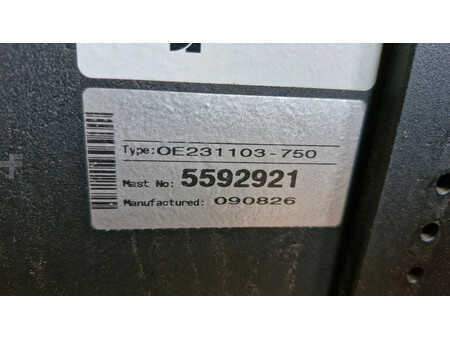 Type: OE231103-750
Mast No: 5592921
Manufactured: 090826